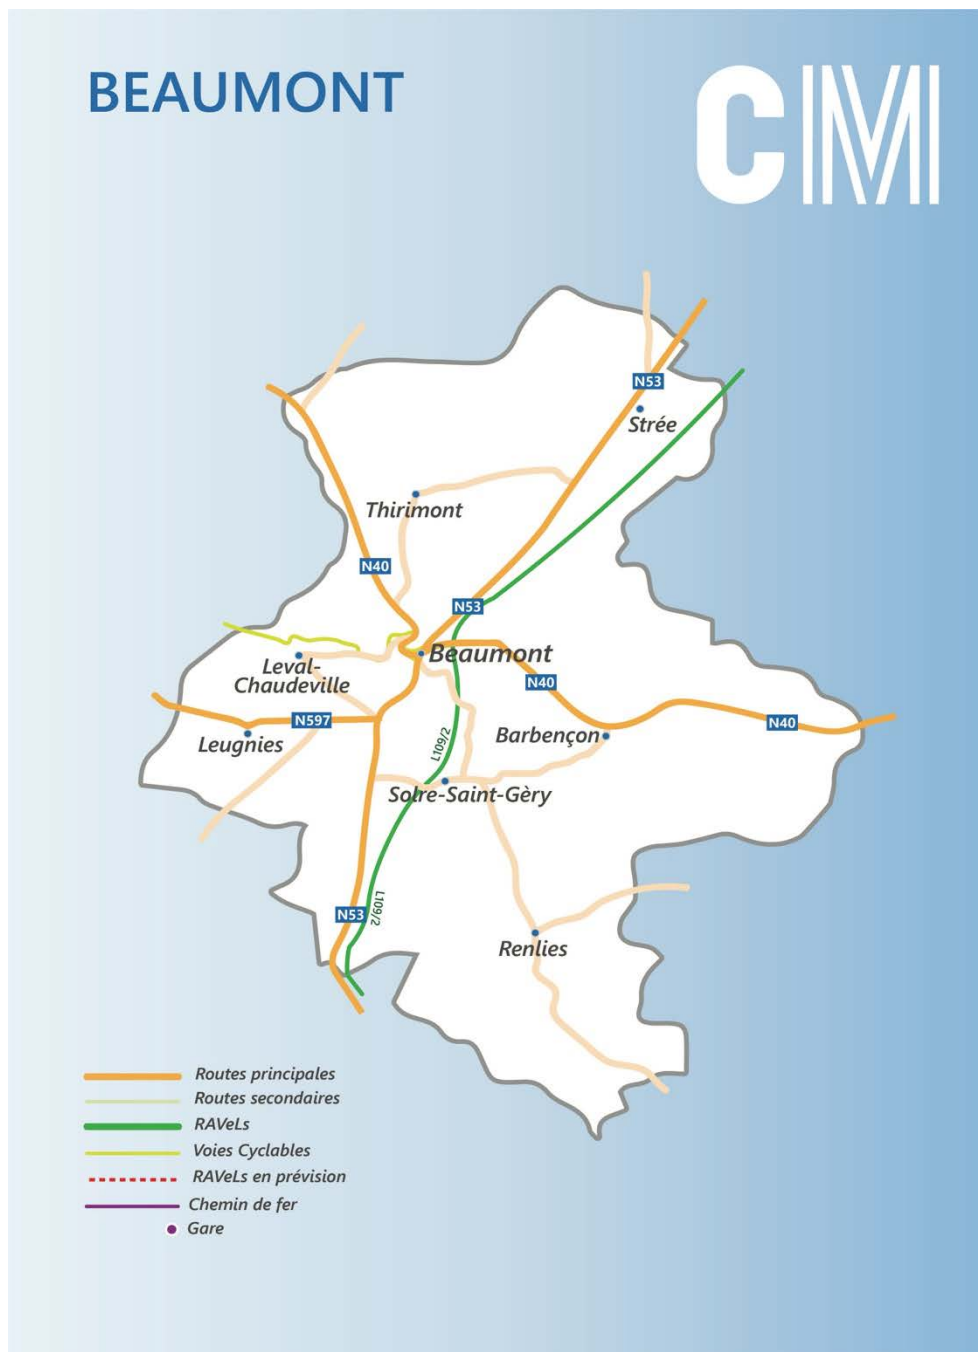 BEAUMONT
CM
N53
Strée
Thirimont
N40
N53
Beaumont
Leval-
Chaudeville
N40
N597
N40
Leugnies
Barbençon
L109/2
Solre-Saint-Gèry
L109/2
N53
Renlies
Routes principales
Routes secondaires
RAVeLs
Voies Cyclables
RAVeLs en prévision
Chemin de fer
Gare